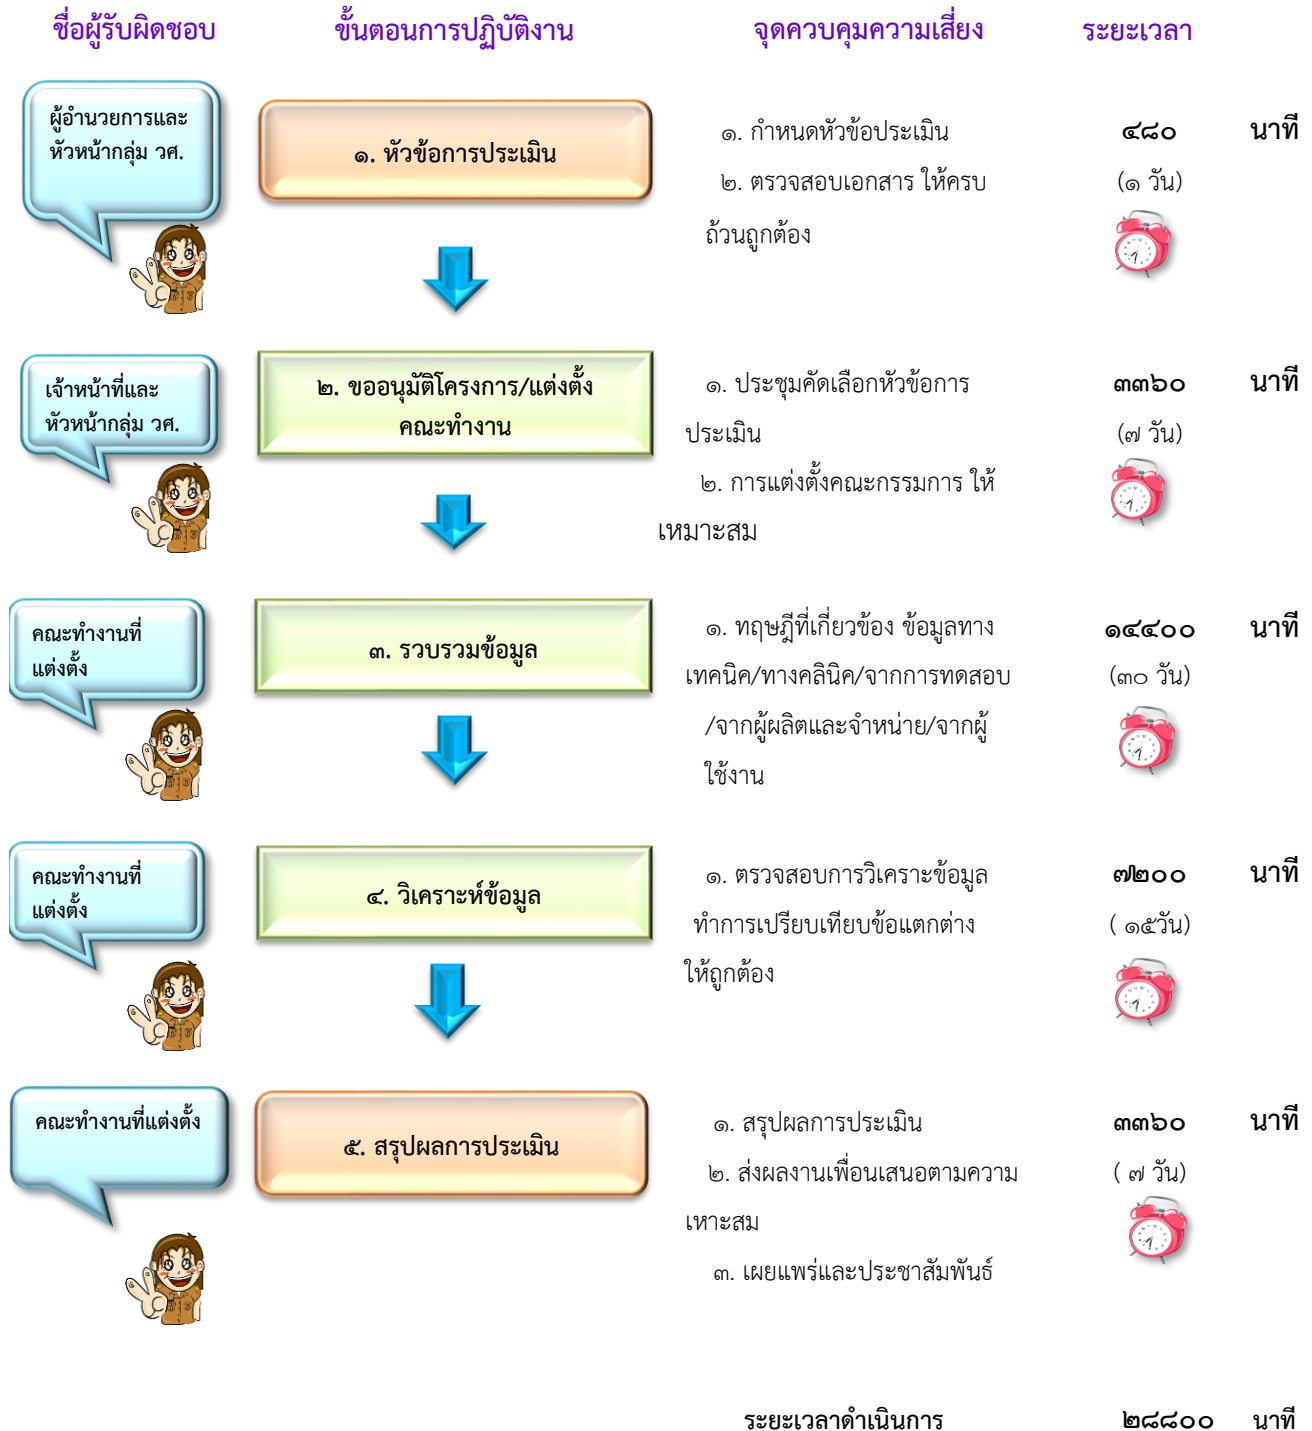 ชื่อผู้รับผิดชอบ ขั้นตอนการปฏิบัติงาน จุดควบคุมความเสี่ยง ระยะเวลา
ผู้อำนวยการและ
หัวหน้ากลุ่ม วศ.
๑. หัวข้อการประเมิน
๑. กำหนดหัวข้อประเมิน
๒. ตรวจสอบเอกสาร ให้ครบ
ถ้วนถูกต้อง
๔๘๐ นาที
(๑ วัน)
เจ้าหน้าที่และ
หัวหน้ากลุ่ม วศ.
๒. ขออนุมัติโครงการ/แต่งตั้ง
คณะทำงาน
๑. ประชุมคัดเลือกหัวข้อการ
ประเมิน
๒. การแต่งตั้งคณะกรรมการ ให้
เหมาะสม
๓๓๖๐ นาที
(๗ วัน)
คณะทำงานที่
แต่งตั้ง
๓. รวบรวมข้อมูล
๑. ทฤษฎีที่เกี่ยวข้อง ข้อมูลทาง
เทคนิค/ทางคลินิค/จากการทดสอบ
/จากผู้ผลิตและจำหน่าย/จากผู้
ใช้งาน
๑๔๔๐๐ นาที
(๓๐ วัน)
คณะทำงานที่
แต่งตั้ง
๔. วิเคราะห์ข้อมูล
๑. ตรวจสอบการวิเคราะข้อมูล
ทำการเปรียบเทียบข้อแตกต่าง
ให้ถูกต้อง
๗๒๐๐ นาที
( ๑๕วัน)
คณะทำงานที่แต่งตั้ง
๕. สรุปผลการประเมิน
๑. สรุปผลการประเมิน
๒. ส่งผลงานเพื่อนเสนอตามความ
เหาะสม
๓. เผยแพร่และประชาสัมพันธ์
๓๓๖๐ นาที
( ๗ วัน)
ระยะเวลาดำเนินการ ๒๘๘๐๐ นาที